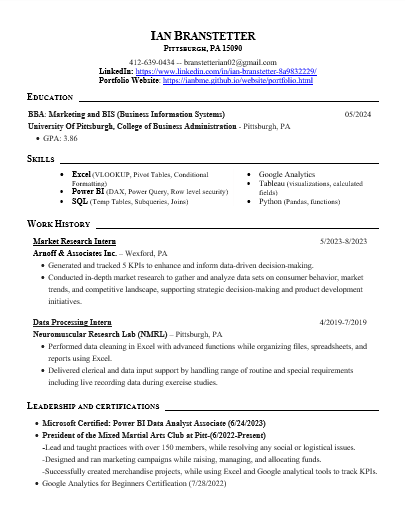 IAN BRANSTETTER
PITTSBURGH, PA 15090
412-639-0434 -- branstetterian02@gmail.com
LinkedIn: https://www.linkedin.com/in/ian-branstetter-8a9832229/
Portfolio Website: https://ianbme.github.io/website/portfolio.html
EDUCATION
BBA: Marketing and BIS (Business Information Systems) 05/2024
University Of Pittsburgh, College of Business Administration - Pittsburgh, PA
• GPA: 3.86
SKILLS
• Excel (VLOOKUP, Pivot Tables, Conditional
Formatting)
• Power BI (DAX, Power Query, Row level security)
• SQL (Temp Tables, Subqueries, Joins)
• Google Analytics
• Tableau (visualizations, calculated
fields)
• Python (Pandas, functions)
WORK HISTORY
Market Research Intern 5/2023-8/2023
Arnoff & Associates Inc. – Wexford, PA
• Generated and tracked 5 KPIs to enhance and inform data-driven decision-making.
• Conducted in-depth market research to gather and analyze data sets on consumer behavior, market
trends, and competitive landscape, supporting strategic decision-making and product development
initiatives.
Data Processing Intern 4/2019-7/2019
Neuromuscular Research Lab (NMRL) – Pittsburgh, PA
• Performed data cleaning in Excel with advanced functions while organizing files, spreadsheets, and
reports using Excel.
• Delivered clerical and data input support by handling range of routine and special requirements
including live recording data during exercise studies.
LEADERSHIP AND CERTIFICATIONS
• Microsoft Certified: Power BI Data Analyst Associate (6/24/2023)
• President of the Mixed Martial Arts Club at Pitt-(6/2022-Present)
-Lead and taught practices with over 150 members, while resolving any social or logistical issues.
-Designed and ran marketing campaigns while raising, managing, and allocating funds.
-Successfully created merchandise projects, while using Excel and Google analytical tools to track KPIs.
• Google Analytics for Beginners Certification (7/28/2022)